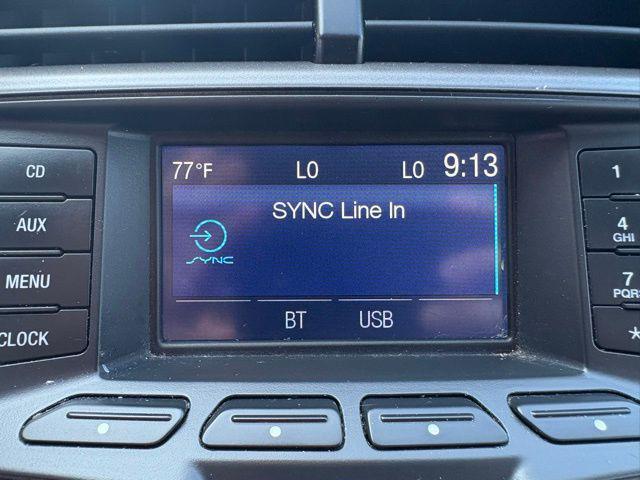 CD
AUX
MENU
CLOCK
77°F LO LO 9:13
SYNC Line In
SYNC
BT USB
1
4
GHI
7
PQRS
*